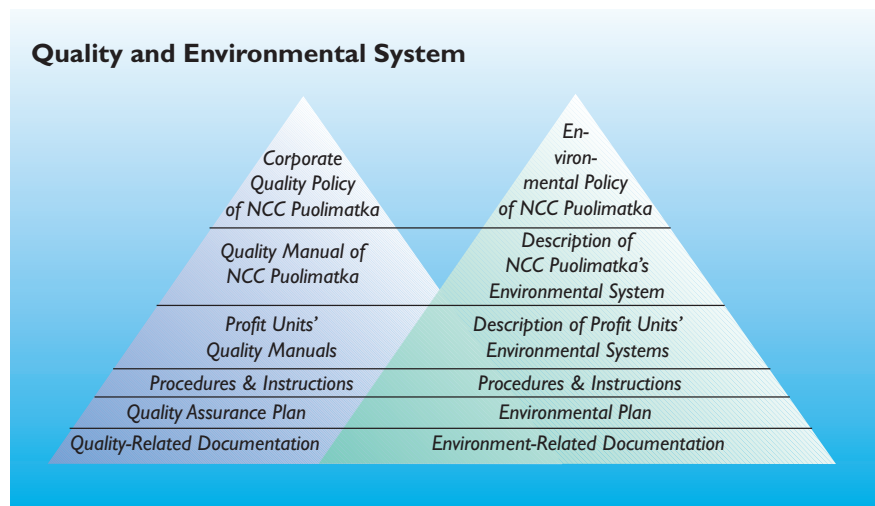 Quality and Environmental System
Corporate
Quality Policy
of NCC Puolimatka
En-
viron-
mental Policy
of NCC Puolimatka
Quality Manual of
NCC Puolimatka
Description of
NCC Puolimatka's
Environmental System
Profit Units'
Quality Manuals
Description of Profit Units'
Environmental Systems
Procedures & Instructions
Procedures & Instructions
Quality Assurance Plan
Environmental Plan
Quality-Related Documentation
Environment-Related Documentation